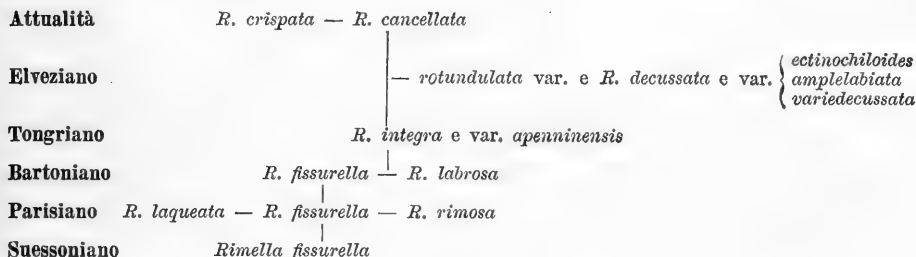 Attualità R. crispata — R. cancellata
ectinochiloides
Elveziano — rotundulata var. e R. decussata e var. amplelabiata
variedecussata
Tongriano R. integra e var. apenninensis
Bartoniano R. fissurella — R. labrosa
Parisiano R. laqueata — R. fissurella — R. rimosa
Suessoniano Rimella fissurella